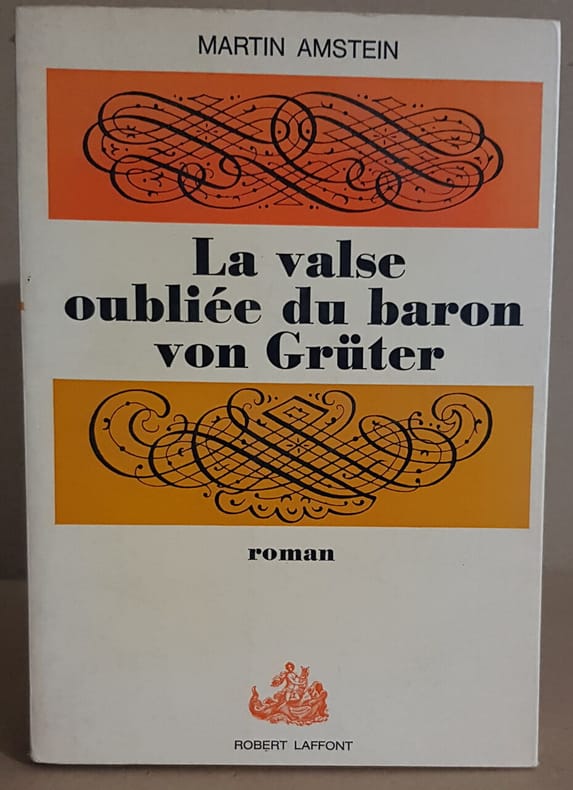 MARTIN AMSTEIN
La valse
oubliée du baron
von Grüter
roman
ROBERT LAFFONT